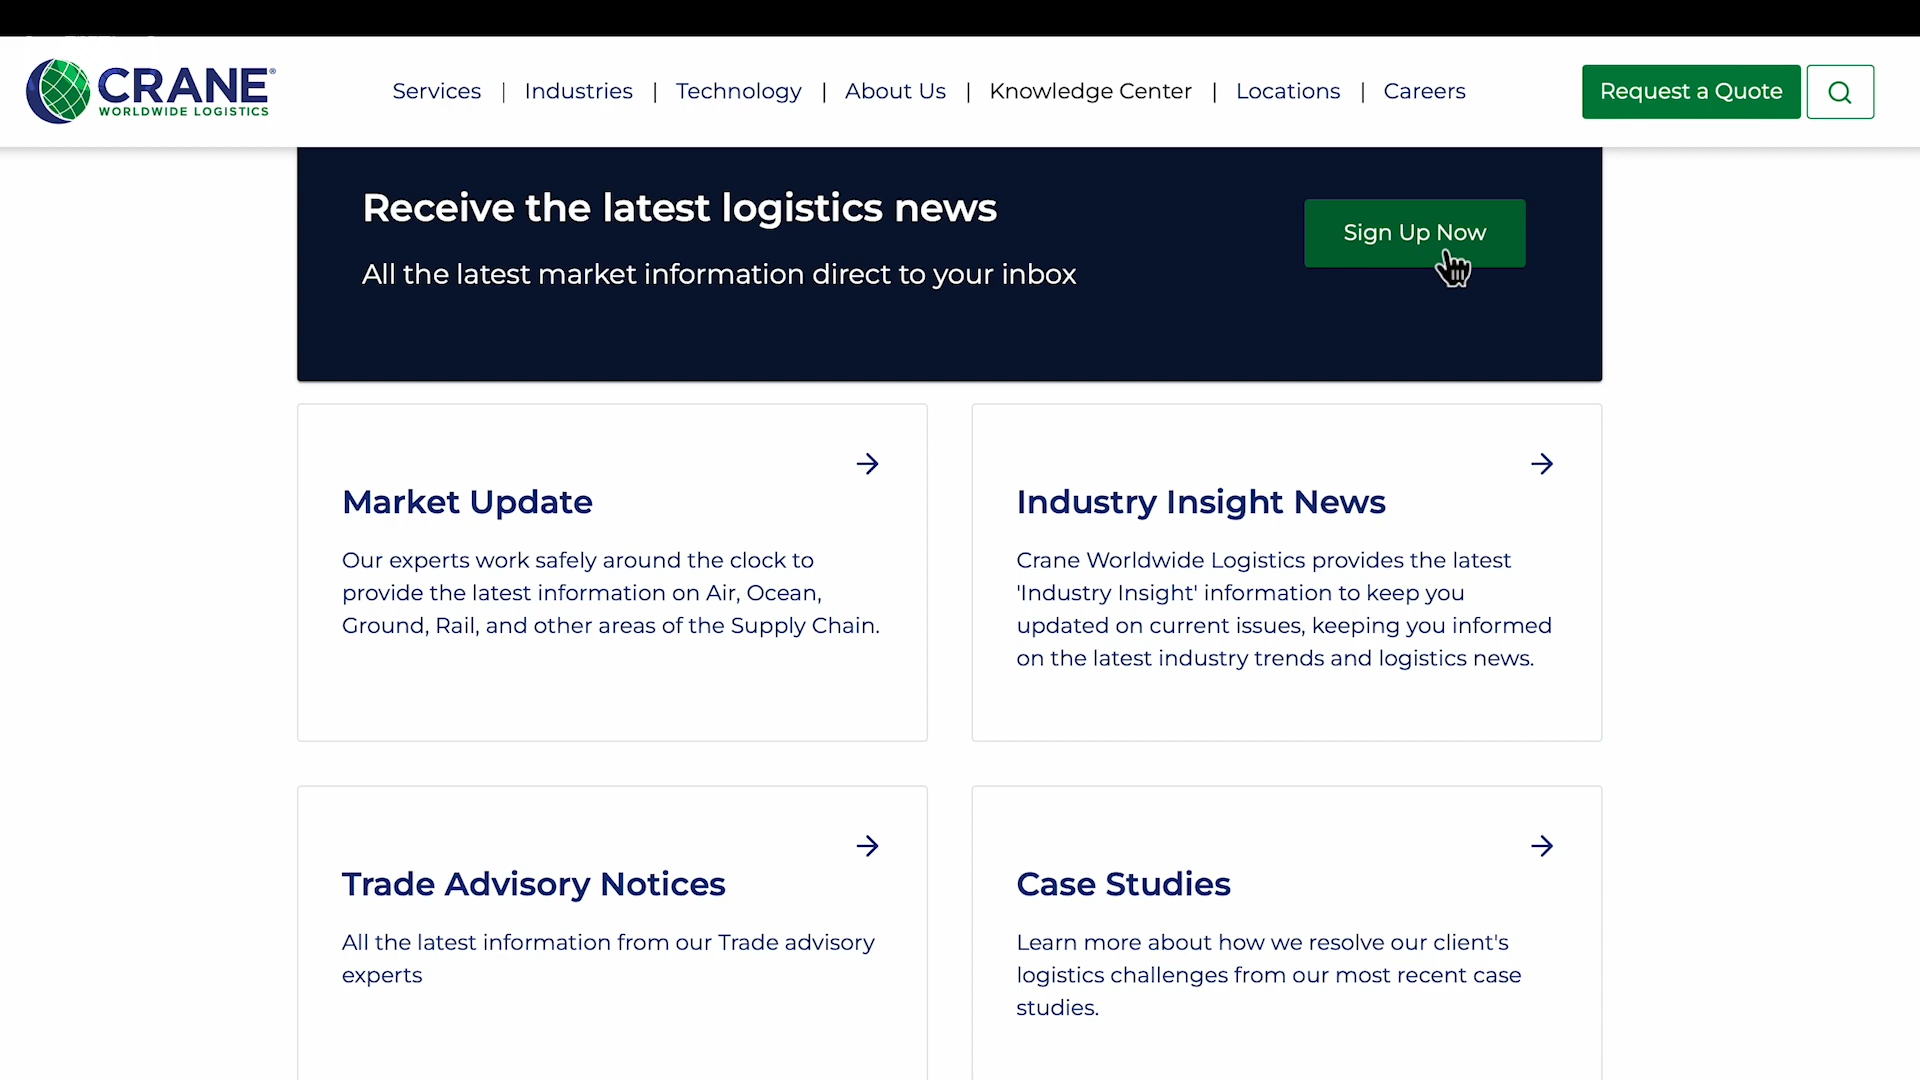 CRANE®
WORLDWIDE LOGISTICS
Services | Industries | Technology | About Us | Knowledge Center | Locations | Careers
Request a Quote
Receive the latest logistics news
All the latest market information direct to your inbox
Sign Up Now
Market Update
Our experts work safely around the clock to
provide the latest information on Air, Ocean,
Ground, Rail, and other areas of the Supply Chain.
Industry Insight News
Crane Worldwide Logistics provides the latest
'Industry Insight' information to keep you
updated on current issues, keeping you informed
on the latest industry trends and logistics news.
Trade Advisory Notices
All the latest information from our Trade advisory
experts
Case Studies
Learn more about how we resolve our client's
logistics challenges from our most recent case
studies.